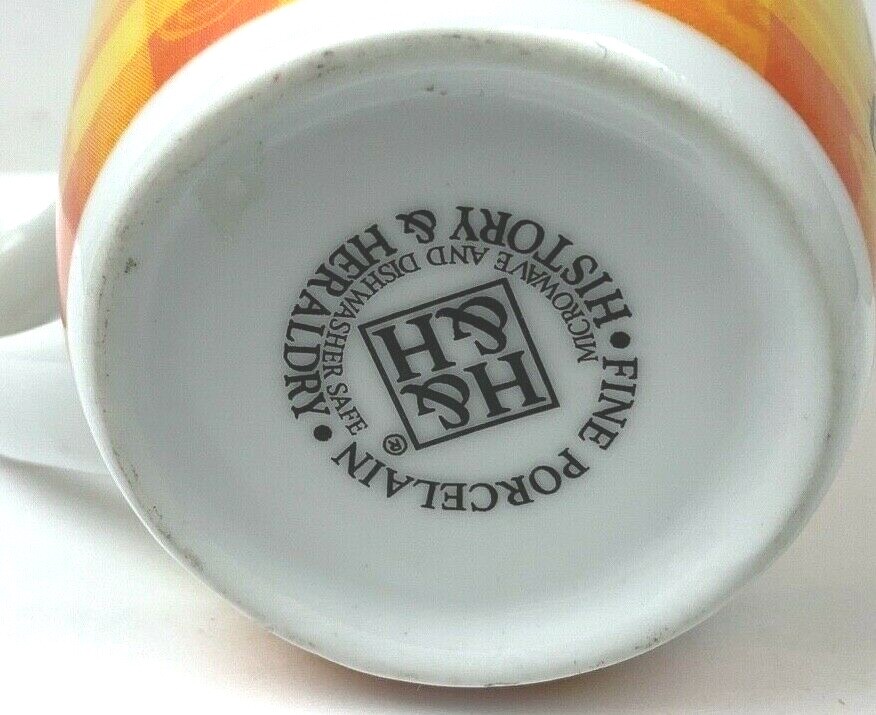 HISTORY & HERALDRY
MICROWAVE AND DISHWASHER SAFE
H&
&H
®
• FINE PORCELAIN •